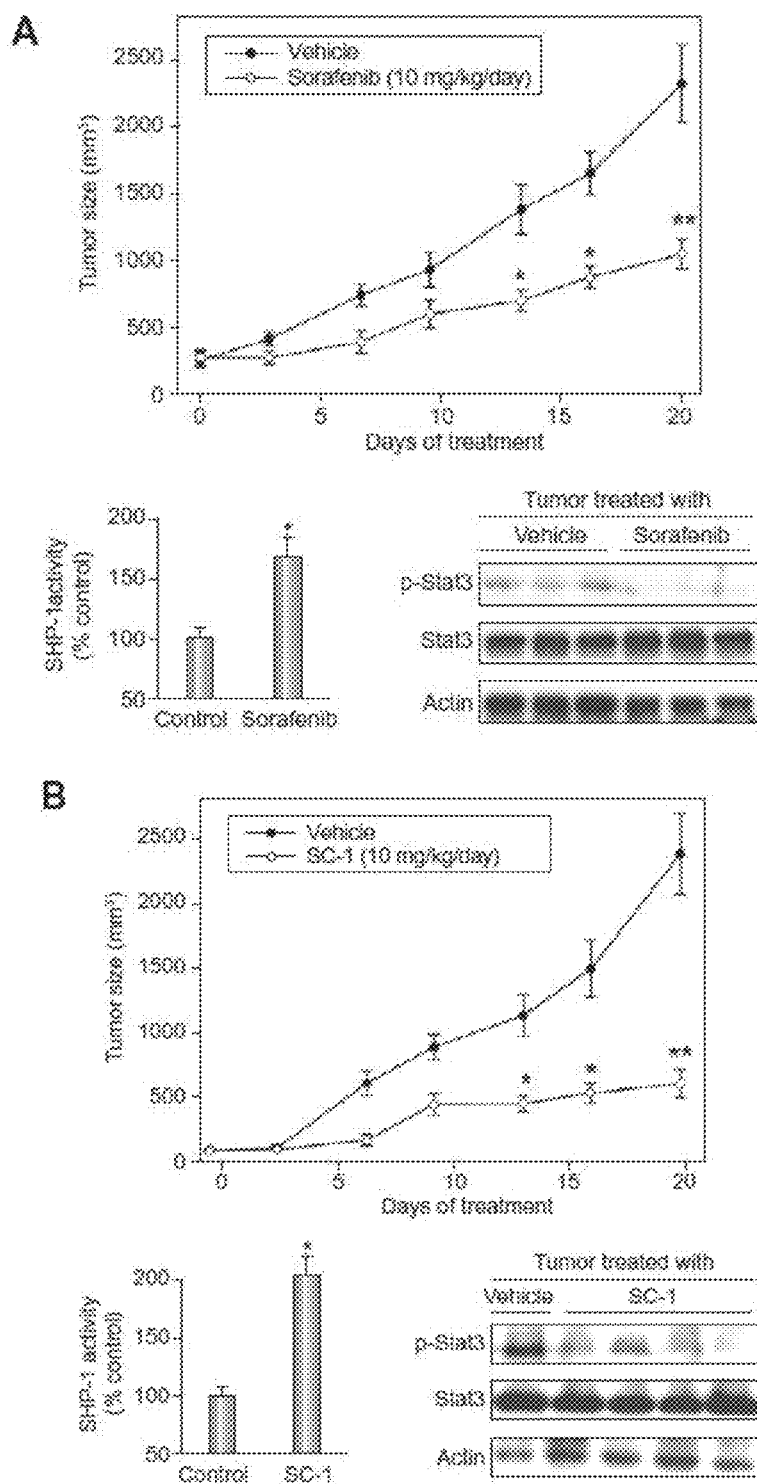 A
Vehicle
Sorafenib (10 mg/kg/day)
Tumor size (mm³)
2500
2000
1500
1000
500
0
**
*
*
0 5 10 15 20
Days of treatment
SHP-1activity
(% control)
200
150
100
50
*
Control Sorafenib
Tumor treated with
Vehicle Sorafenib
p-Stat3
Stat3
Actin
B
Vehicle
SC-1 (10 mg/kg/day)
Tumor size (mm³)
2500
2000
1500
1000
500
0
**
*
*
0 5 10 15 20
Days of treatment
SHP-1 activity
(% control)
200
150
100
50
*
Control SC-1
Tumor treated with
Vehicle SC-1
p-Stat3
Stat3
Actin